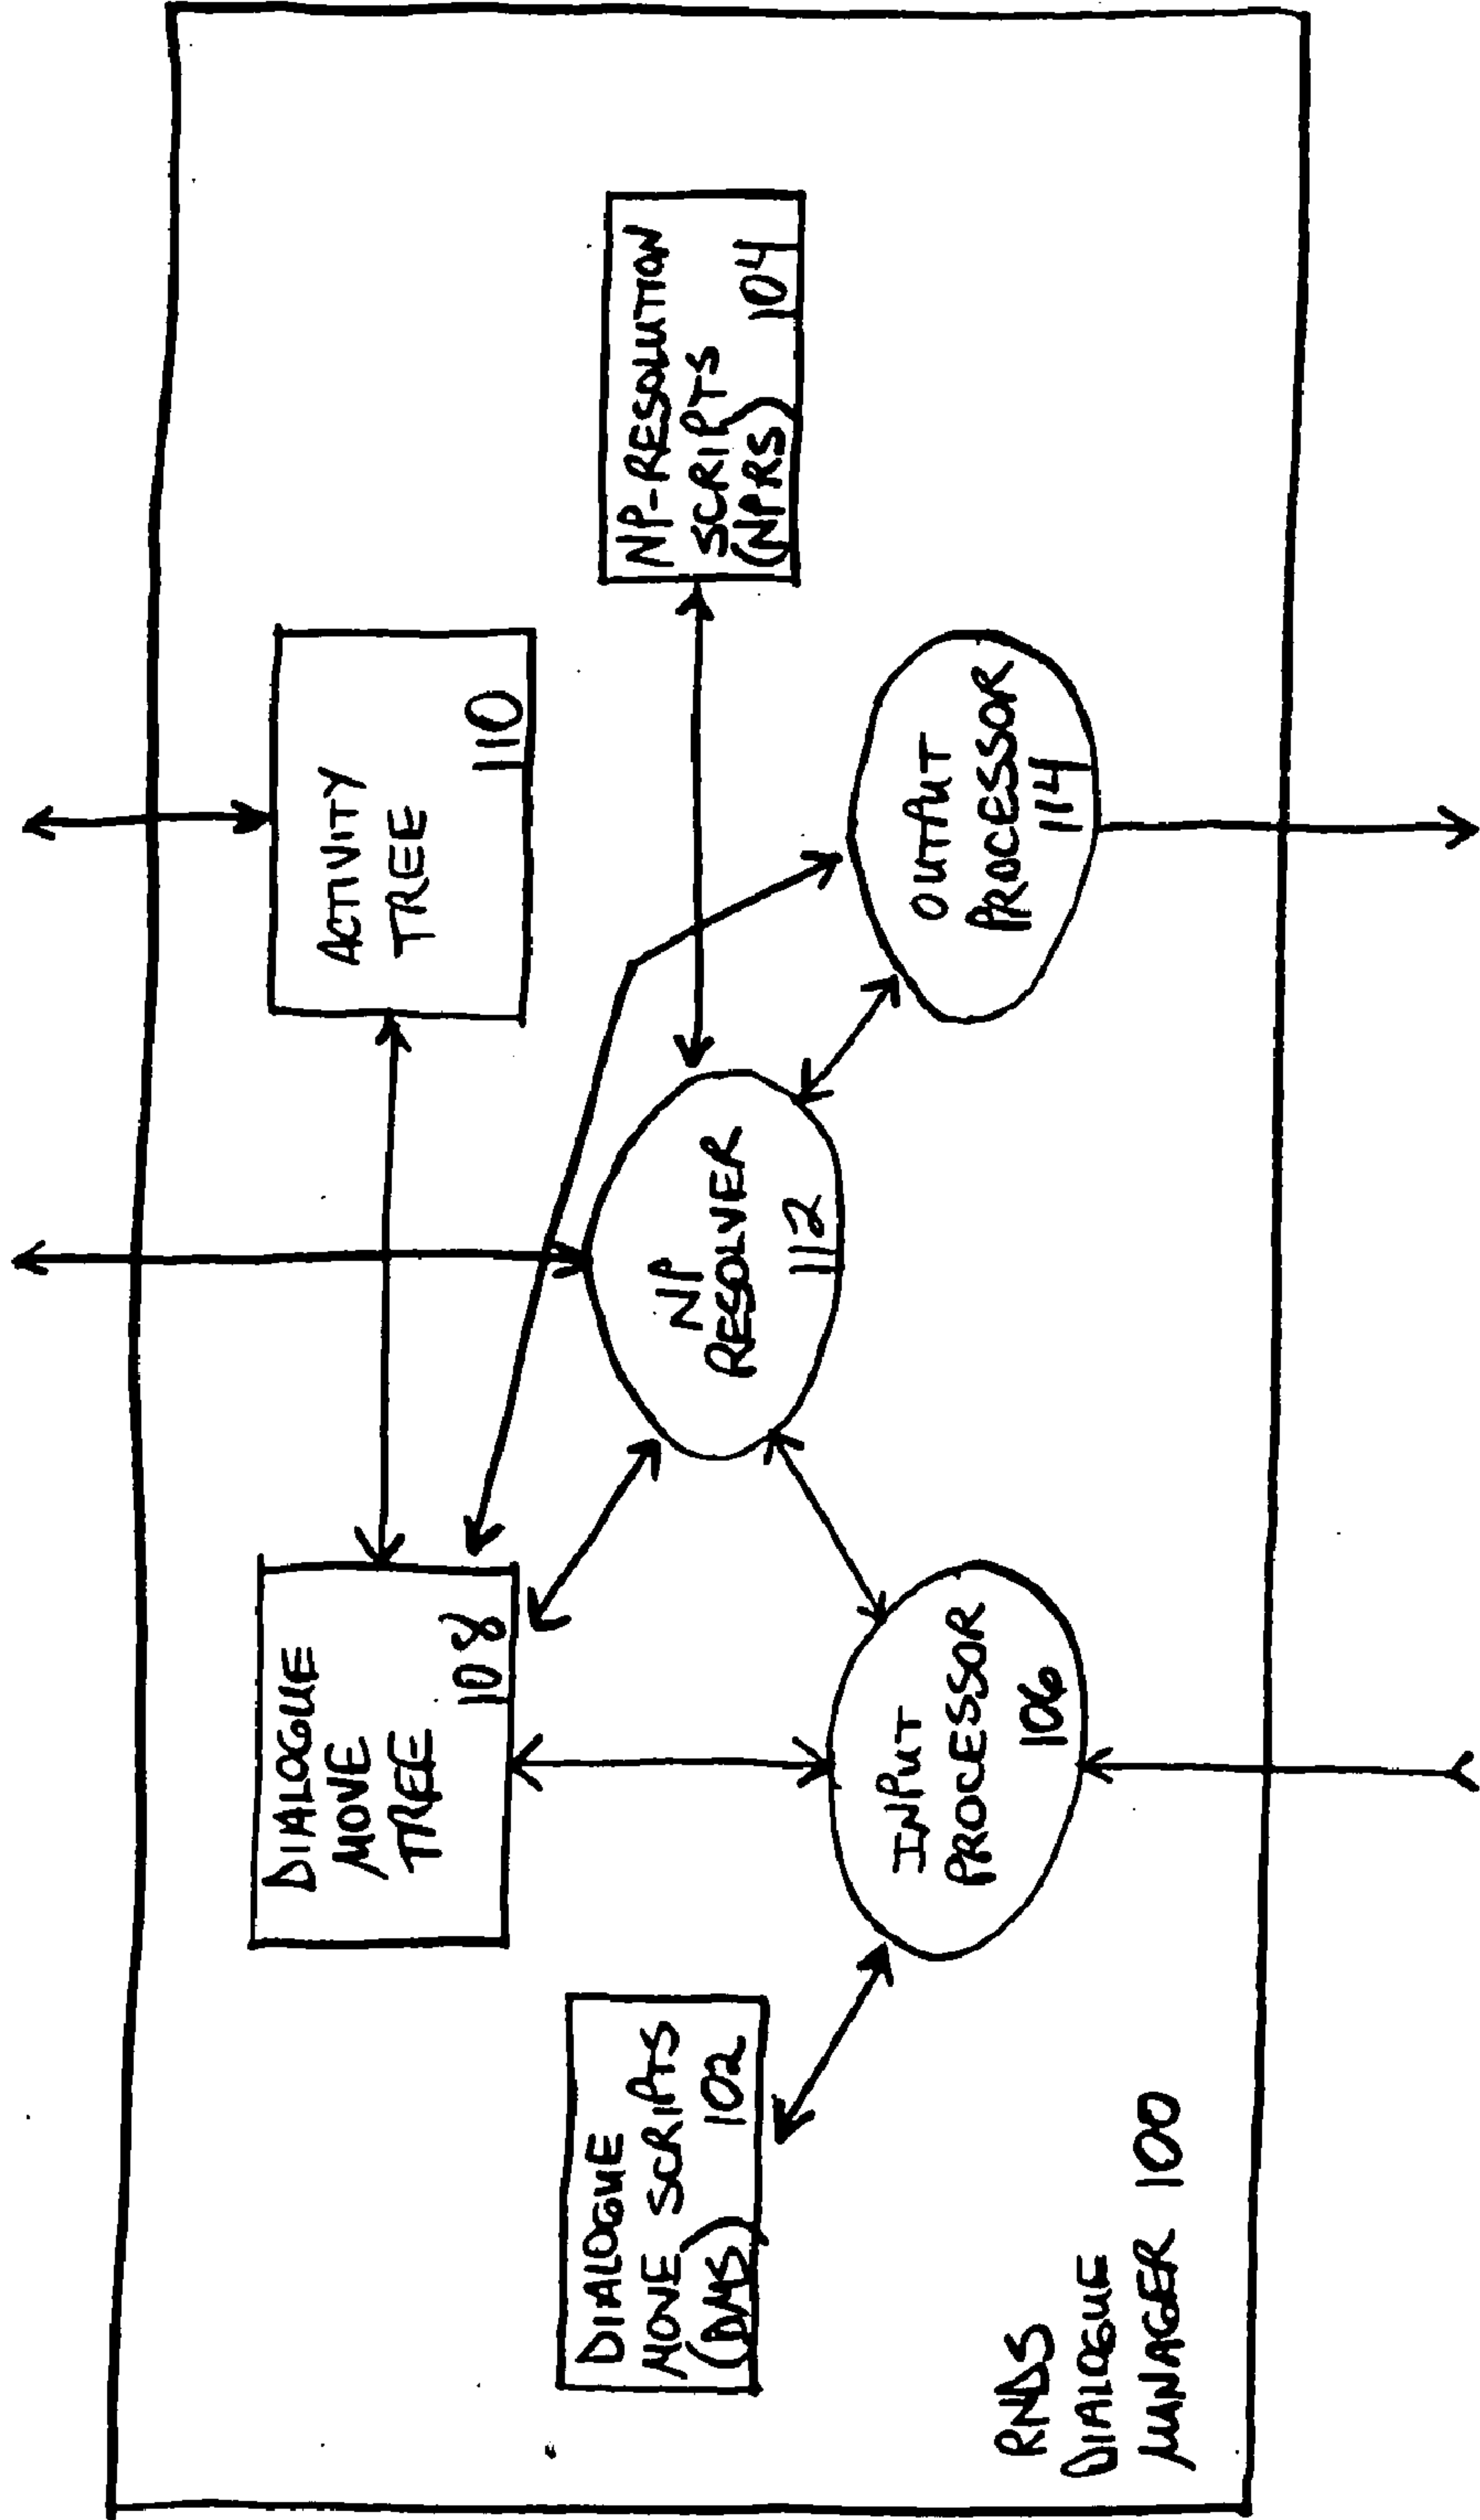 DIALOGUE
MOVE
TREE
108
ACTIVITY
TREE
110
DIALOGUE
MOVE SCRIPTS
(DMS) 102
NP
RESOLVER
112
NP-RESOLUTION
SCRIPTS
(NPRS) 104
INPUT
PROCESSOR
106
OUTPUT
PROCESSOR
114
DIALOGUE
MANAGER 100